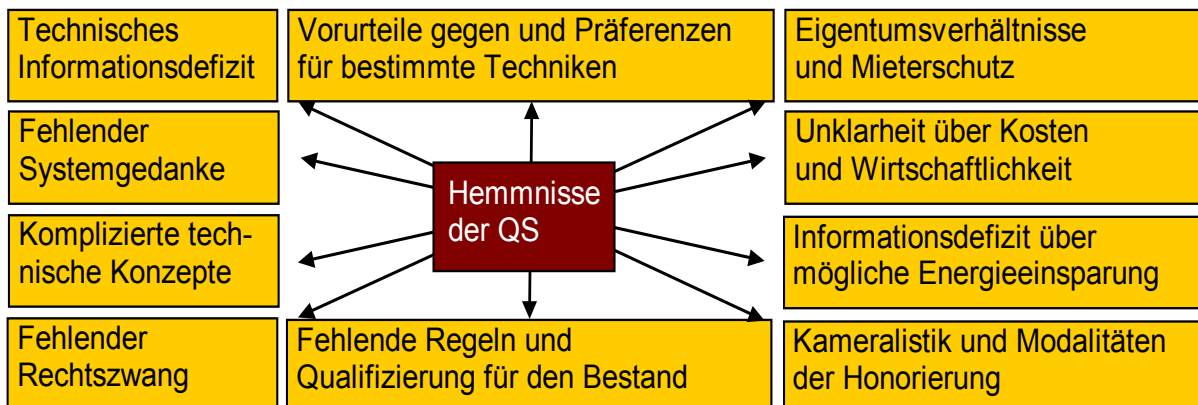 Technisches
Informationsdefizit
Vorurteile gegen und Präferenzen
für bestimmte Techniken
Eigentumsverhältnisse
und Mieterschutz
Fehlender
Systemgedanke
Unklarheit über Kosten
und Wirtschaftlichkeit
Hemmnisse
der QS
Komplizierte tech-
nische Konzepte
Informationsdefizit über
mögliche Energieeinsparung
Fehlender
Rechtszwang
Fehlende Regeln und
Qualifizierung für den Bestand
Kameralistik und Modalitäten
der Honorierung